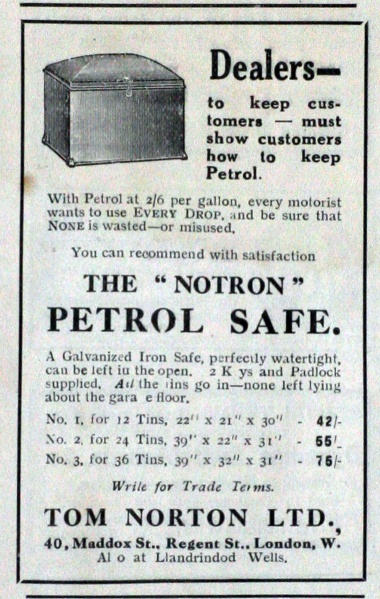 Dealers—
to keep cus-
tomers — must
show customers
how to keep
Petrol.
With Petrol at 2/6 per gallon, every motorist
wants to use EVERY DROP, and be sure that
NONE is wasted—or misused.
You can recommend with satisfaction
THE "NOTRON"
PETROL SAFE.
A Galvanized Iron Safe, perfectly watertight,
can be left in the open. 2 K ys and Padlock
supplied. All the tins go in—none left lying
about the gara e floor.
No. 1, for 12 Tins, 22" x 21" x 30" - 42/-
No. 2, for 24 Tins, 39" x 22" x 31" - 55/-
No. 3, for 36 Tins, 39" x 32" x 31" - 75/-
Write for Trade Terms.
TOM NORTON LTD.,
40, Maddox St., Regent St., London, W.
Al o at Llandrindod Wells.